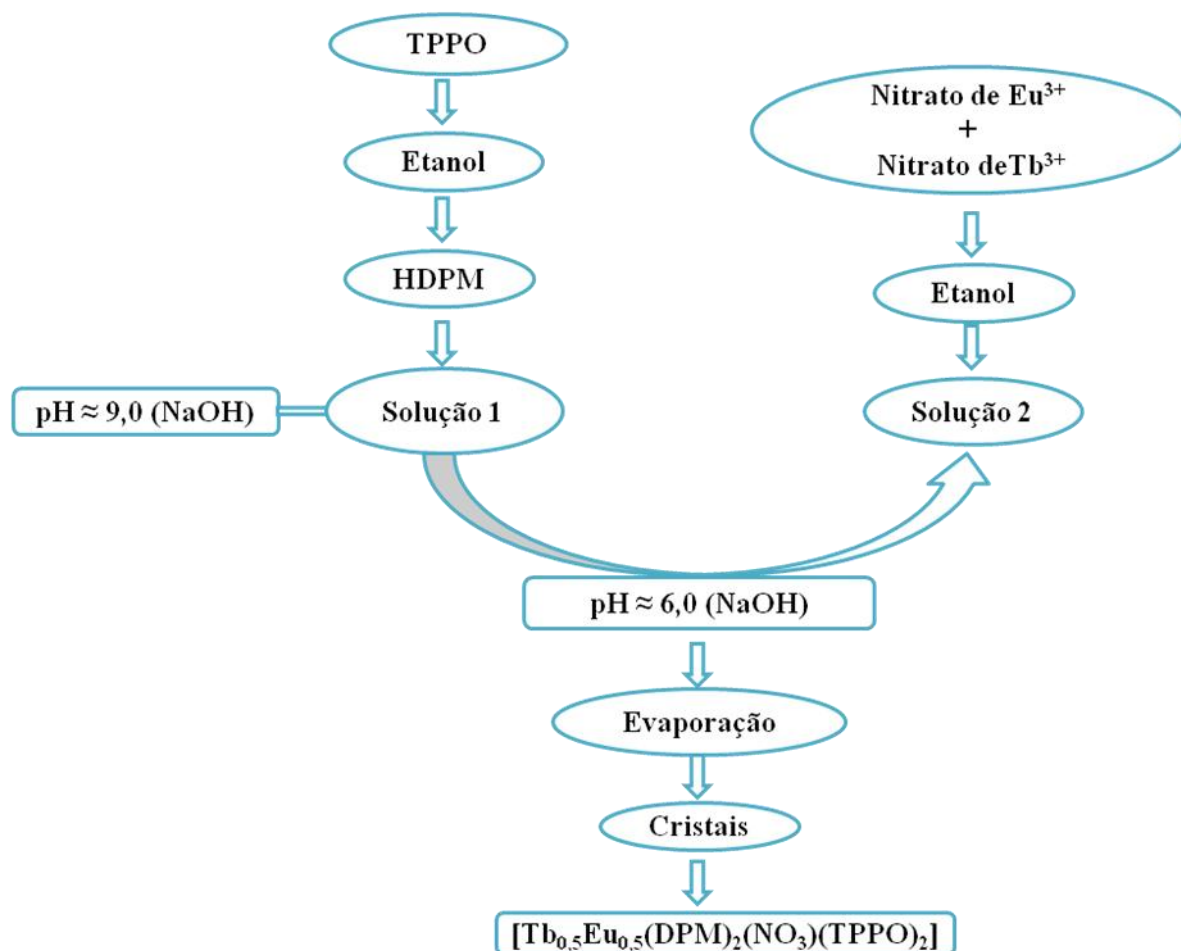 TPPO
Etanol
HDPM
pH ≈ 9,0 (NaOH)
Solução 1
Nitrato de Eu³⁺
+
Nitrato deTb³⁺
Etanol
Solução 2
pH ≈ 6,0 (NaOH)
Evaporação
Cristais
[Tb₀,₅Eu₀,₅(DPM)₂(NO₃)(TPPO)₂]